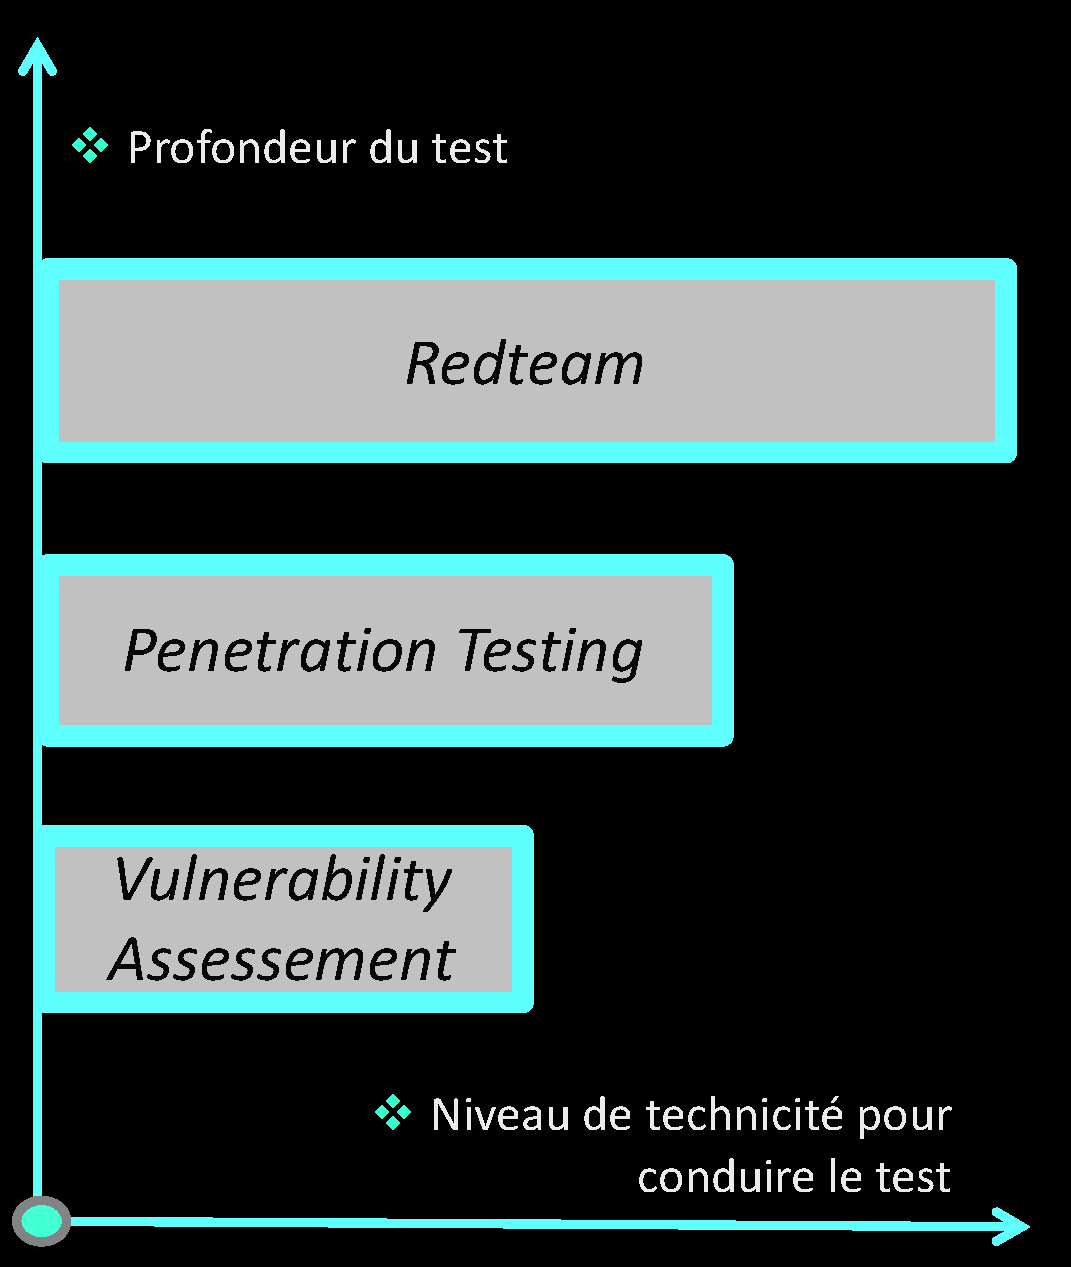 Profondeur du test
Redteam
Penetration Testing
Vulnerability
Assessement
Niveau de technicité pour
conduire le test